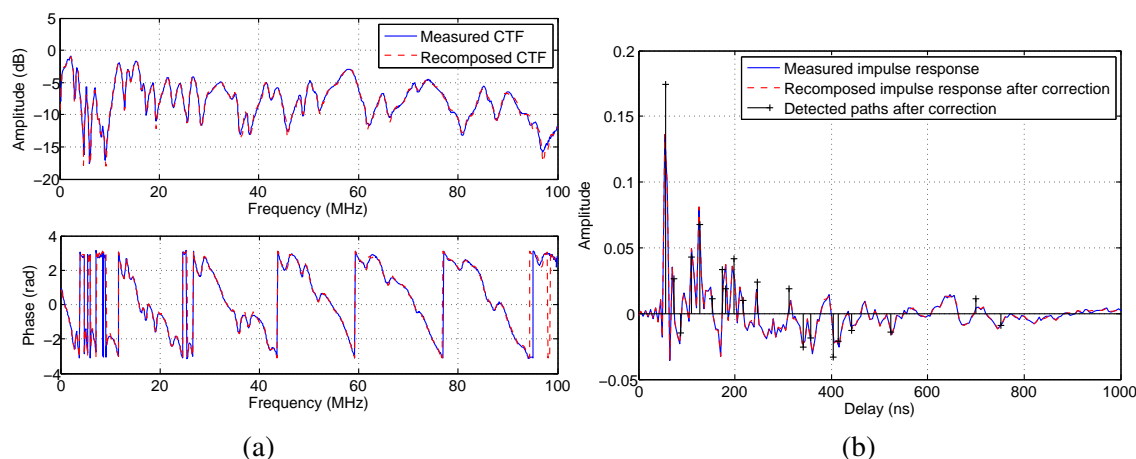 5
0
−5
−10
−15
−20
Amplitude (dB)
Measured CTF
Recomposed CTF
0
20
40
60
80
100
Frequency (MHz)
4
2
0
−2
−4
Phase (rad)
0
20
40
60
80
100
Frequency (MHz)
(a)
0.2
0.15
0.1
0.05
0
−0.05
Amplitude
Measured impulse response
Recomposed impulse response after correction
Detected paths after correction
0
200
400
600
800
1000
Delay (ns)
(b)